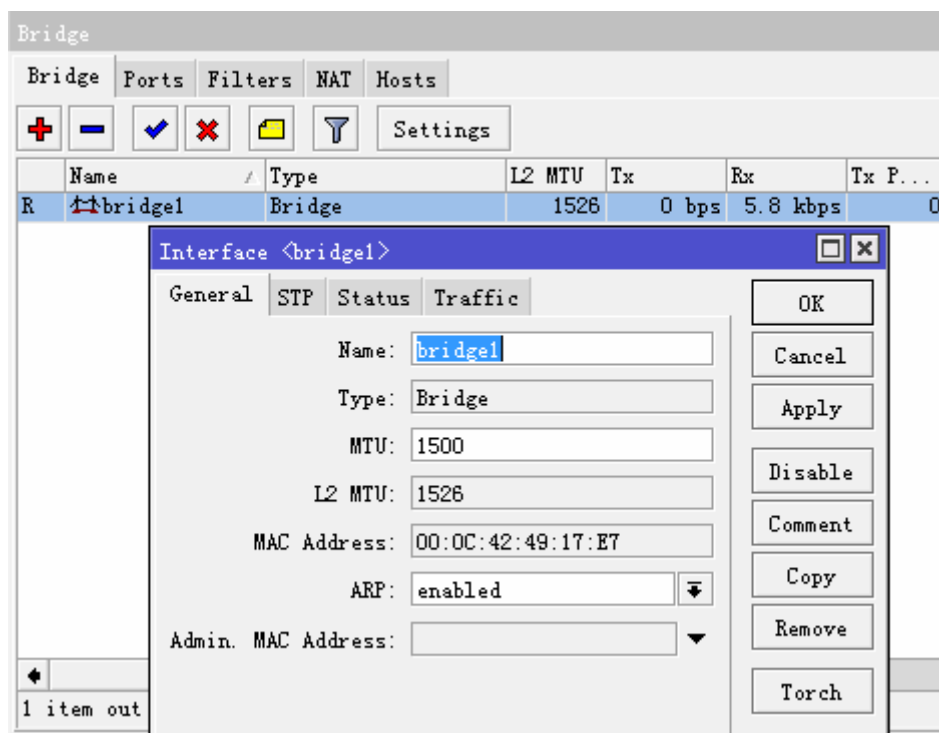 Bridge
Bridge Ports Filters NAT Hosts
Settings
Name Type L2 MTU Tx Rx Tx P...
R bridge1 Bridge 1526 0 bps 5.8 kbps 0
Interface <bridge1>
General STP Status Traffic
OK
Name: bridge1
Cancel
Type: Bridge
Apply
MTU: 1500
Disable
L2 MTU: 1526
Comment
MAC Address: 00:0C:42:49:17:E7
Copy
ARP: enabled
Remove
Admin. MAC Address:
Torch
1 item out